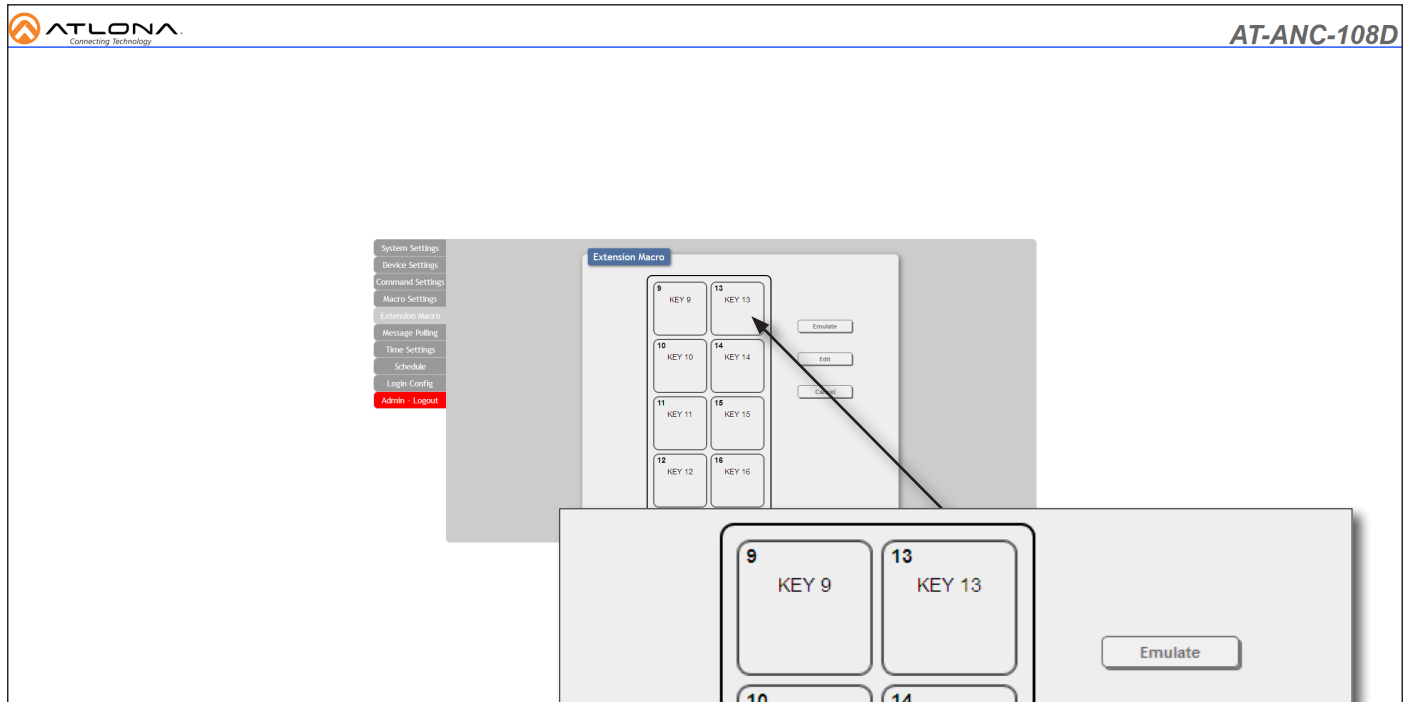 ATLONA.
Connecting Technology
AT-ANC-108D
System Settings
Device Settings
Command Settings
Macro Settings
Extension Macro
Message Polling
Time Settings
Schedule
Login Config
Admin - Logout
Extension Macro
9
KEY 9
13
KEY 13
10
KEY 10
14
KEY 14
11
KEY 11
15
KEY 15
12
KEY 12
16
KEY 16
Emulate
Edit
Cancel
9
KEY 9
13
KEY 13
Emulate
10
14